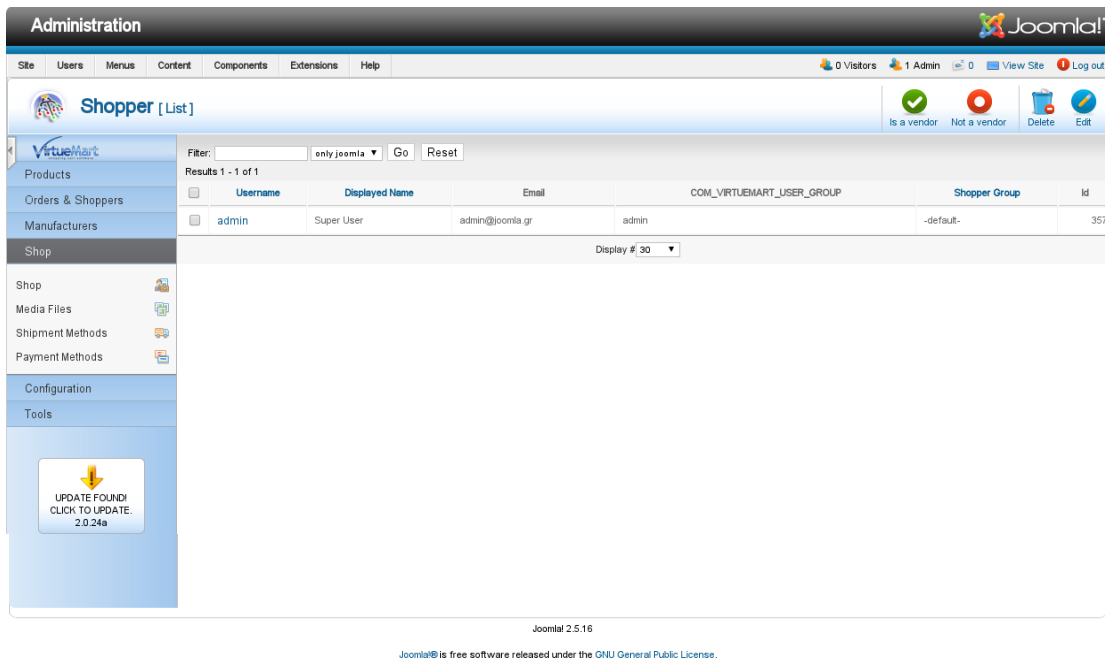 Administration
Joomla!
Site Users Menus Content Components Extensions Help
0 Visitors 1 Admin 0 View Site Log out
Shopper [ List ]
Is a vendor Not a vendor Delete Edit
VirtueMart
Products
Orders & Shoppers
Manufacturers
Shop
Shop
Media Files
Shipment Methods
Payment Methods
Configuration
Tools
UPDATE FOUND!
CLICK TO UPDATE.
2.0.24a
Filter: only joomla Go Reset
Results 1 - 1 of 1
Username Displayed Name Email COM_VIRTUEMART_USER_GROUP Shopper Group Id
admin Super User admin@joomla.gr admin -default- 357
Display # 30
Joomla! 2.5.16
Joomla!® is free software released under the GNU General Public License.